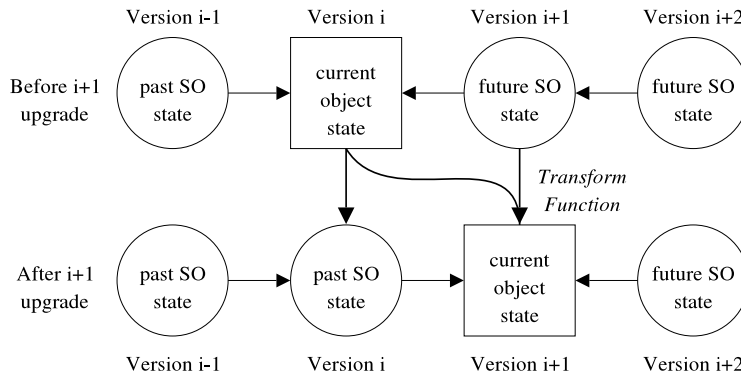 Version i-1
Version i
Version i+1
Version i+2
Before i+1
upgrade
past SO
state
current
object
state
future SO
state
future SO
state
Transform
Function
After i+1
upgrade
past SO
state
past SO
state
current
object
state
future SO
state
Version i-1
Version i
Version i+1
Version i+2